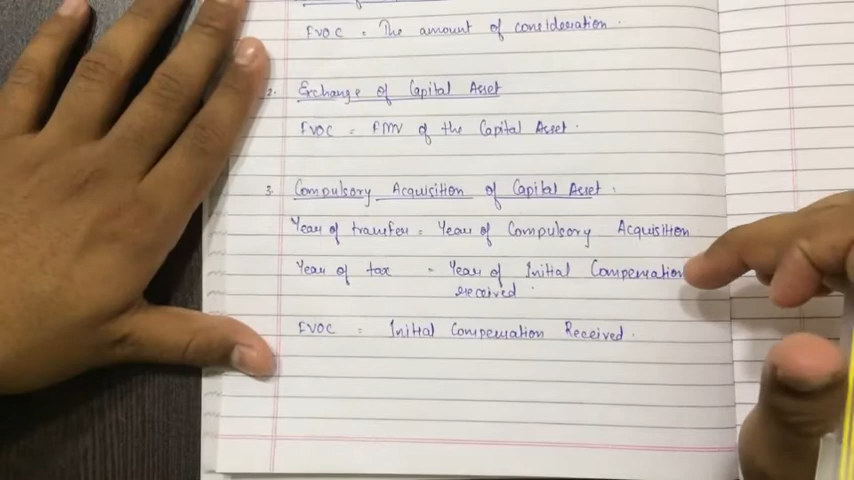 FVOC = The amount of consideration.
2. Exchange of Capital Asset
FVOC = FMV of the Capital Asset.
3. Compulsory Acquisition of Capital Asset.
Year of transfer = Year of Compulsory Acquisition
Year of tax = Year of Initial Compensation
received.
FVOC = Initial Compensation Received.